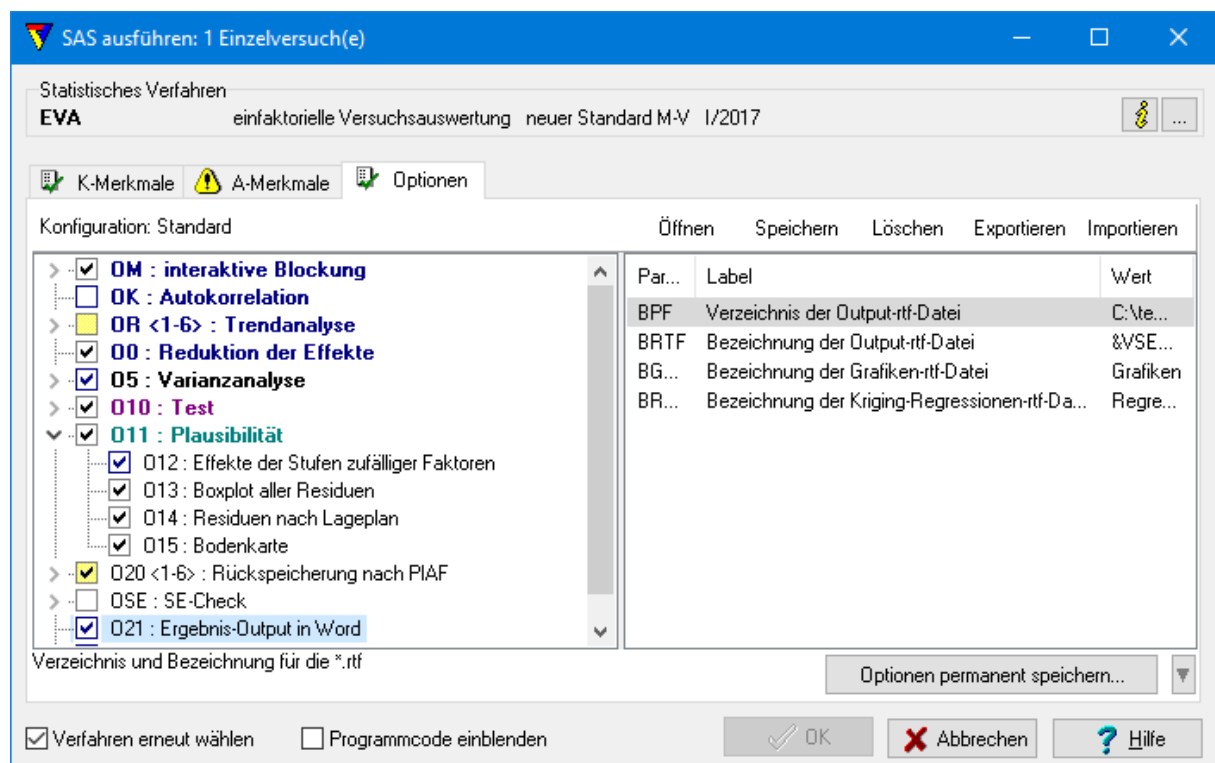 SAS ausführen: 1 Einzelversuch(e)
Statistisches Verfahren
EVA einfaktorielle Versuchsauswertung neuer Standard M-V I/2017
...
K-Merkmale A-Merkmale Optionen
Konfiguration: Standard Öffnen Speichern Löschen Exportieren Importieren
OM : interaktive Blockung
OK : Autokorrelation
OR <1-6> : Trendanalyse
O0 : Reduktion der Effekte
O5 : Varianzanalyse
O10 : Test
O11 : Plausibilität
O12 : Effekte der Stufen zufälliger Faktoren
O13 : Boxplot aller Residuen
O14 : Residuen nach Lageplan
O15 : Bodenkarte
O20 <1-6> : Rückspeicherung nach PIAF
OSE : SE-Check
O21 : Ergebnis-Output in Word
Par... Label Wert
BPF Verzeichnis der Output-rtf-Datei C:\te...
BRTF Bezeichnung der Output-rtf-Datei &VSE...
BG... Bezeichnung der Grafiken-rtf-Datei Grafiken
BR... Bezeichnung der Kriging-Regressionen-rtf-Da... Regre...
Verzeichnis und Bezeichnung für die *.rtf
Optionen permanent speichern...
Verfahren erneut wählen Programmcode einblenden OK Abbrechen Hilfe